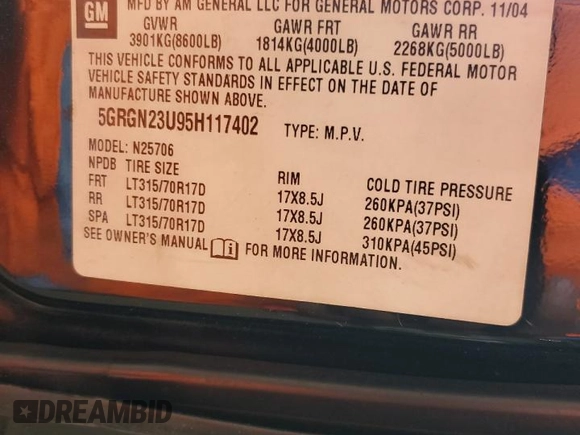 GM
MFD BY AM GENERAL LLC FOR GENERAL MOTORS CORP. 11/04
GVWR GAWR FRT GAWR RR
3901KG(8600LB) 1814KG(4000LB) 2268KG(5000LB)
THIS VEHICLE CONFORMS TO ALL APPLICABLE U.S. FEDERAL MOTOR
VEHICLE SAFETY STANDARDS IN EFFECT ON THE DATE OF
MANUFACTURE SHOWN ABOVE.
5GRGN23U95H117402 TYPE: M.P.V.
MODEL: N25706
NPDB TIRE SIZE RIM COLD TIRE PRESSURE
FRT LT315/70R17D 17X8.5J 260KPA(37PSI)
RR LT315/70R17D 17X8.5J 260KPA(37PSI)
SPA LT315/70R17D 17X8.5J 310KPA(45PSI)
SEE OWNER'S MANUAL FOR MORE INFORMATION.
DREAMBID